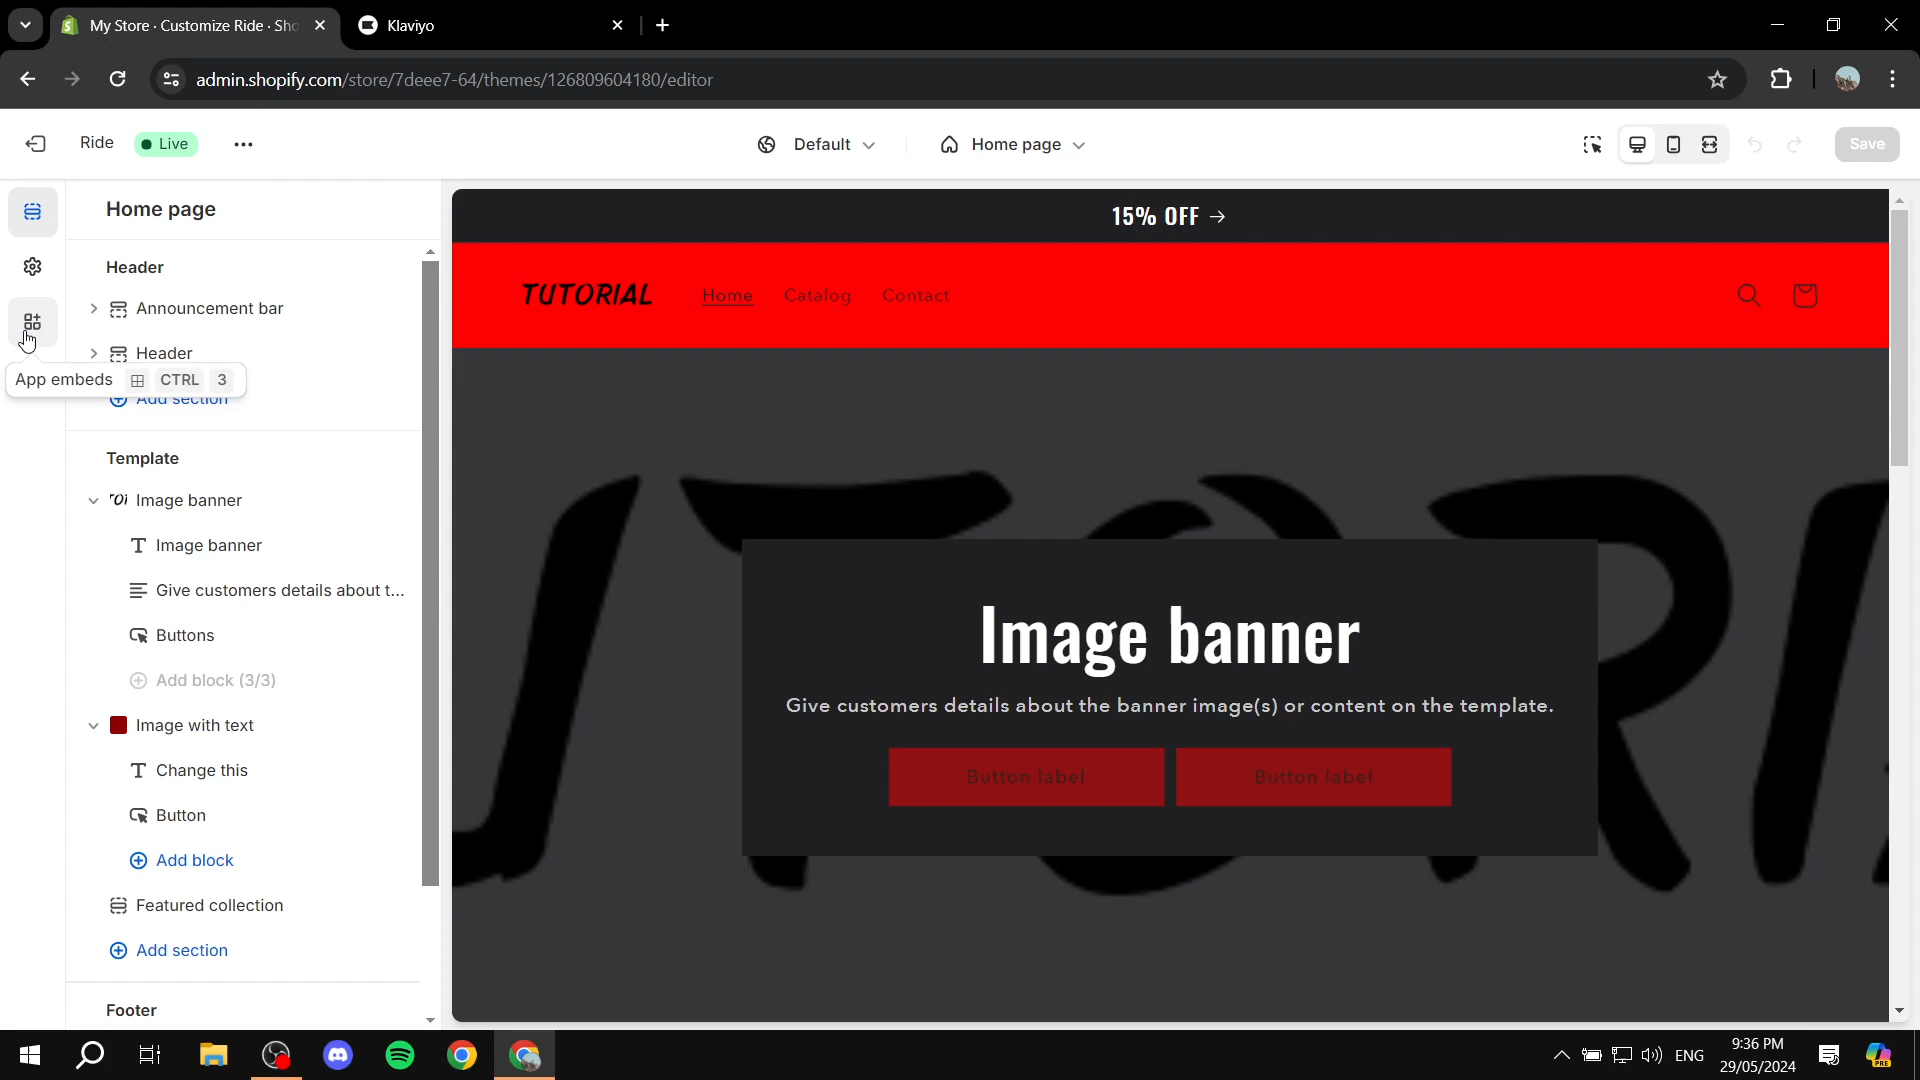 My Store · Customize Ride · Sho
Klaviyo
admin.shopify.com/store/7deee7-64/themes/126809604180/editor
Ride
Live
Default
Home page
Save
Home page
Header
Announcement bar
Header
App embeds CTRL 3
Add section
Template
Image banner
Image banner
Give customers details about t...
Buttons
Add block (3/3)
Image with text
Change this
Button
Add block
Featured collection
Add section
Footer
15% OFF →
TUTORIAL
Home
Catalog
Contact
Image banner
Give customers details about the banner image(s) or content on the template.
Button label
Button label
ENG
9:36 PM
29/05/2024
PRE